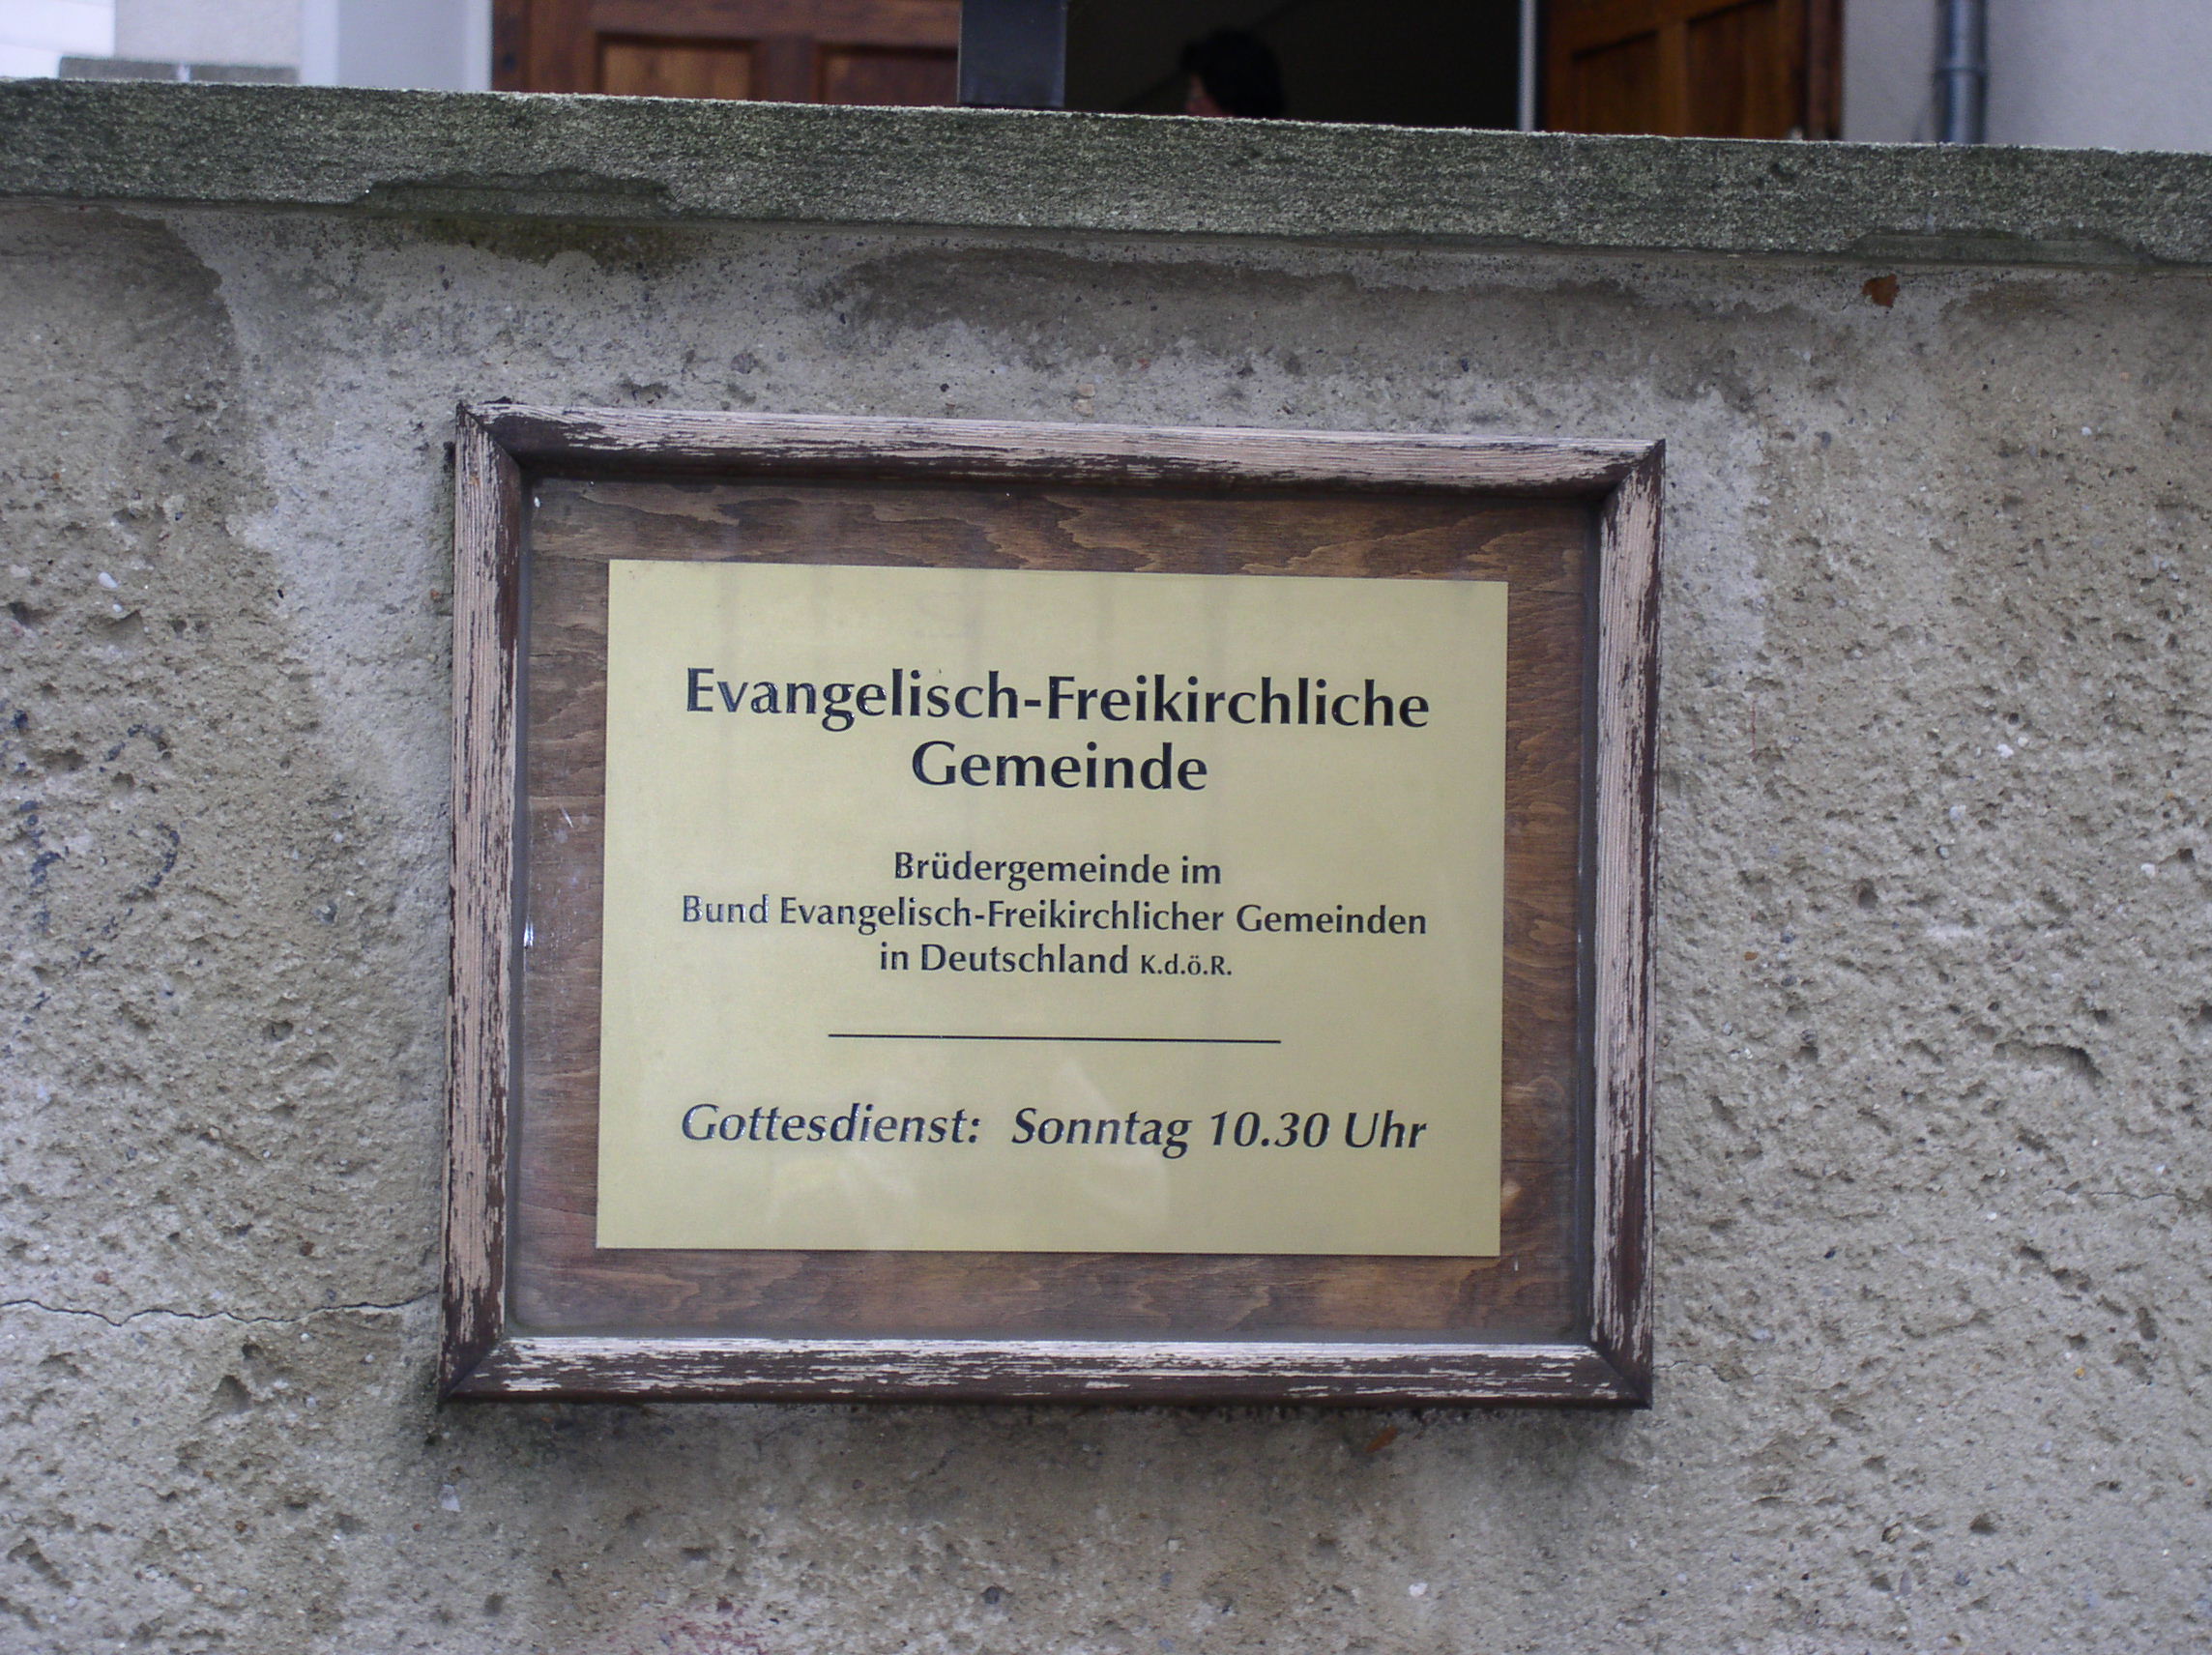 Evangelisch-Freikirchliche
Gemeinde
Brüdergemeinde im
Bund Evangelisch-Freikirchlicher Gemeinden
in Deutschland K.d.ö.R.
Gottesdienst: Sonntag 10.30 Uhr